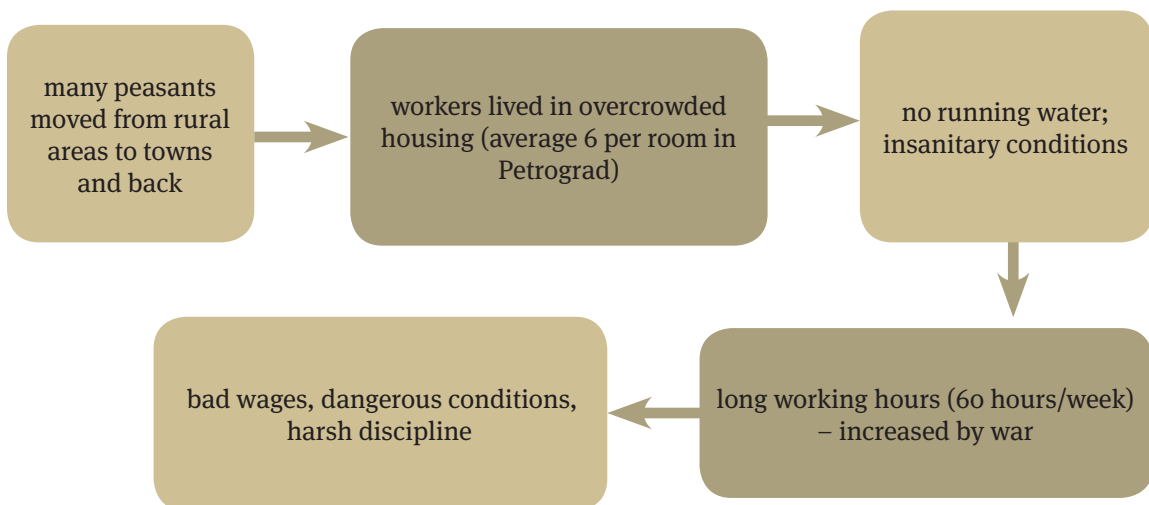 many peasants
moved from rural
areas to towns
and back
workers lived in overcrowded
housing (average 6 per room in
Petrograd)
no running water;
insanitary conditions
long working hours (60 hours/week)
– increased by war
bad wages, dangerous conditions,
harsh discipline